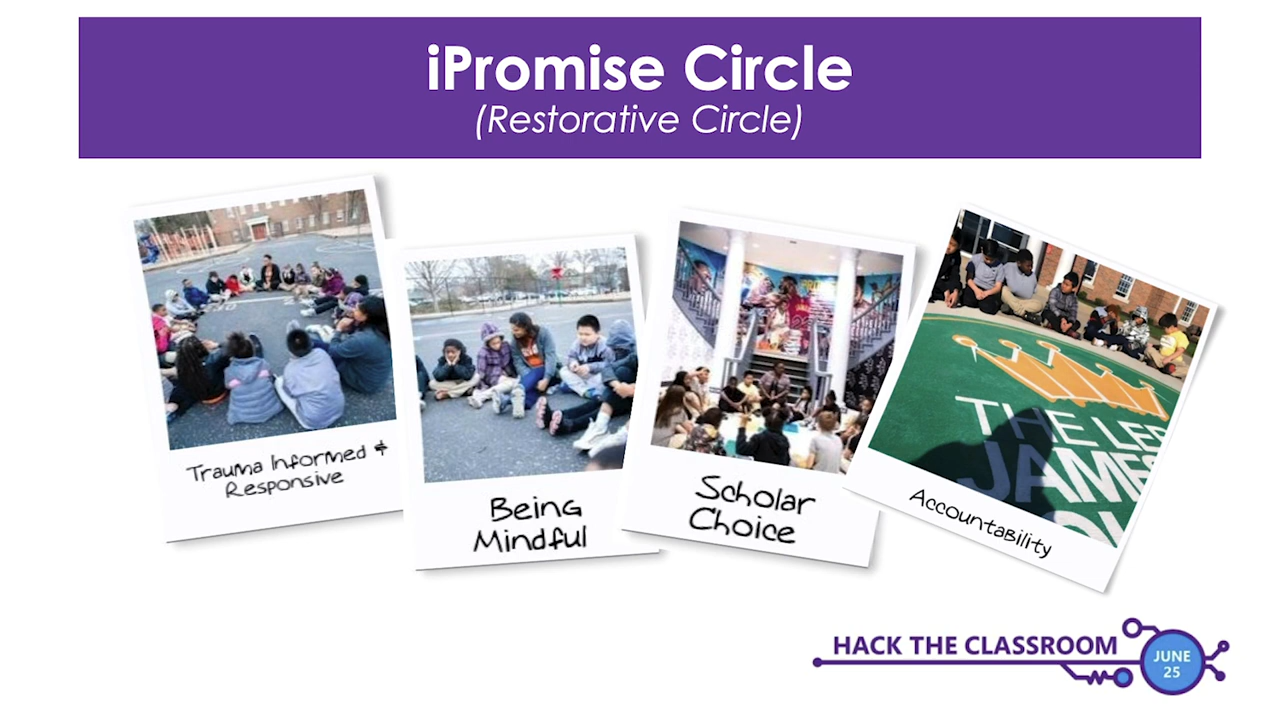 iPromise Circle
(Restorative Circle)
Trauma Informed &
Responsive
Being
Mindful
Scholar
Choice
THE
JAME
Accountability
HACK THE CLASSROOM
JUNE
25